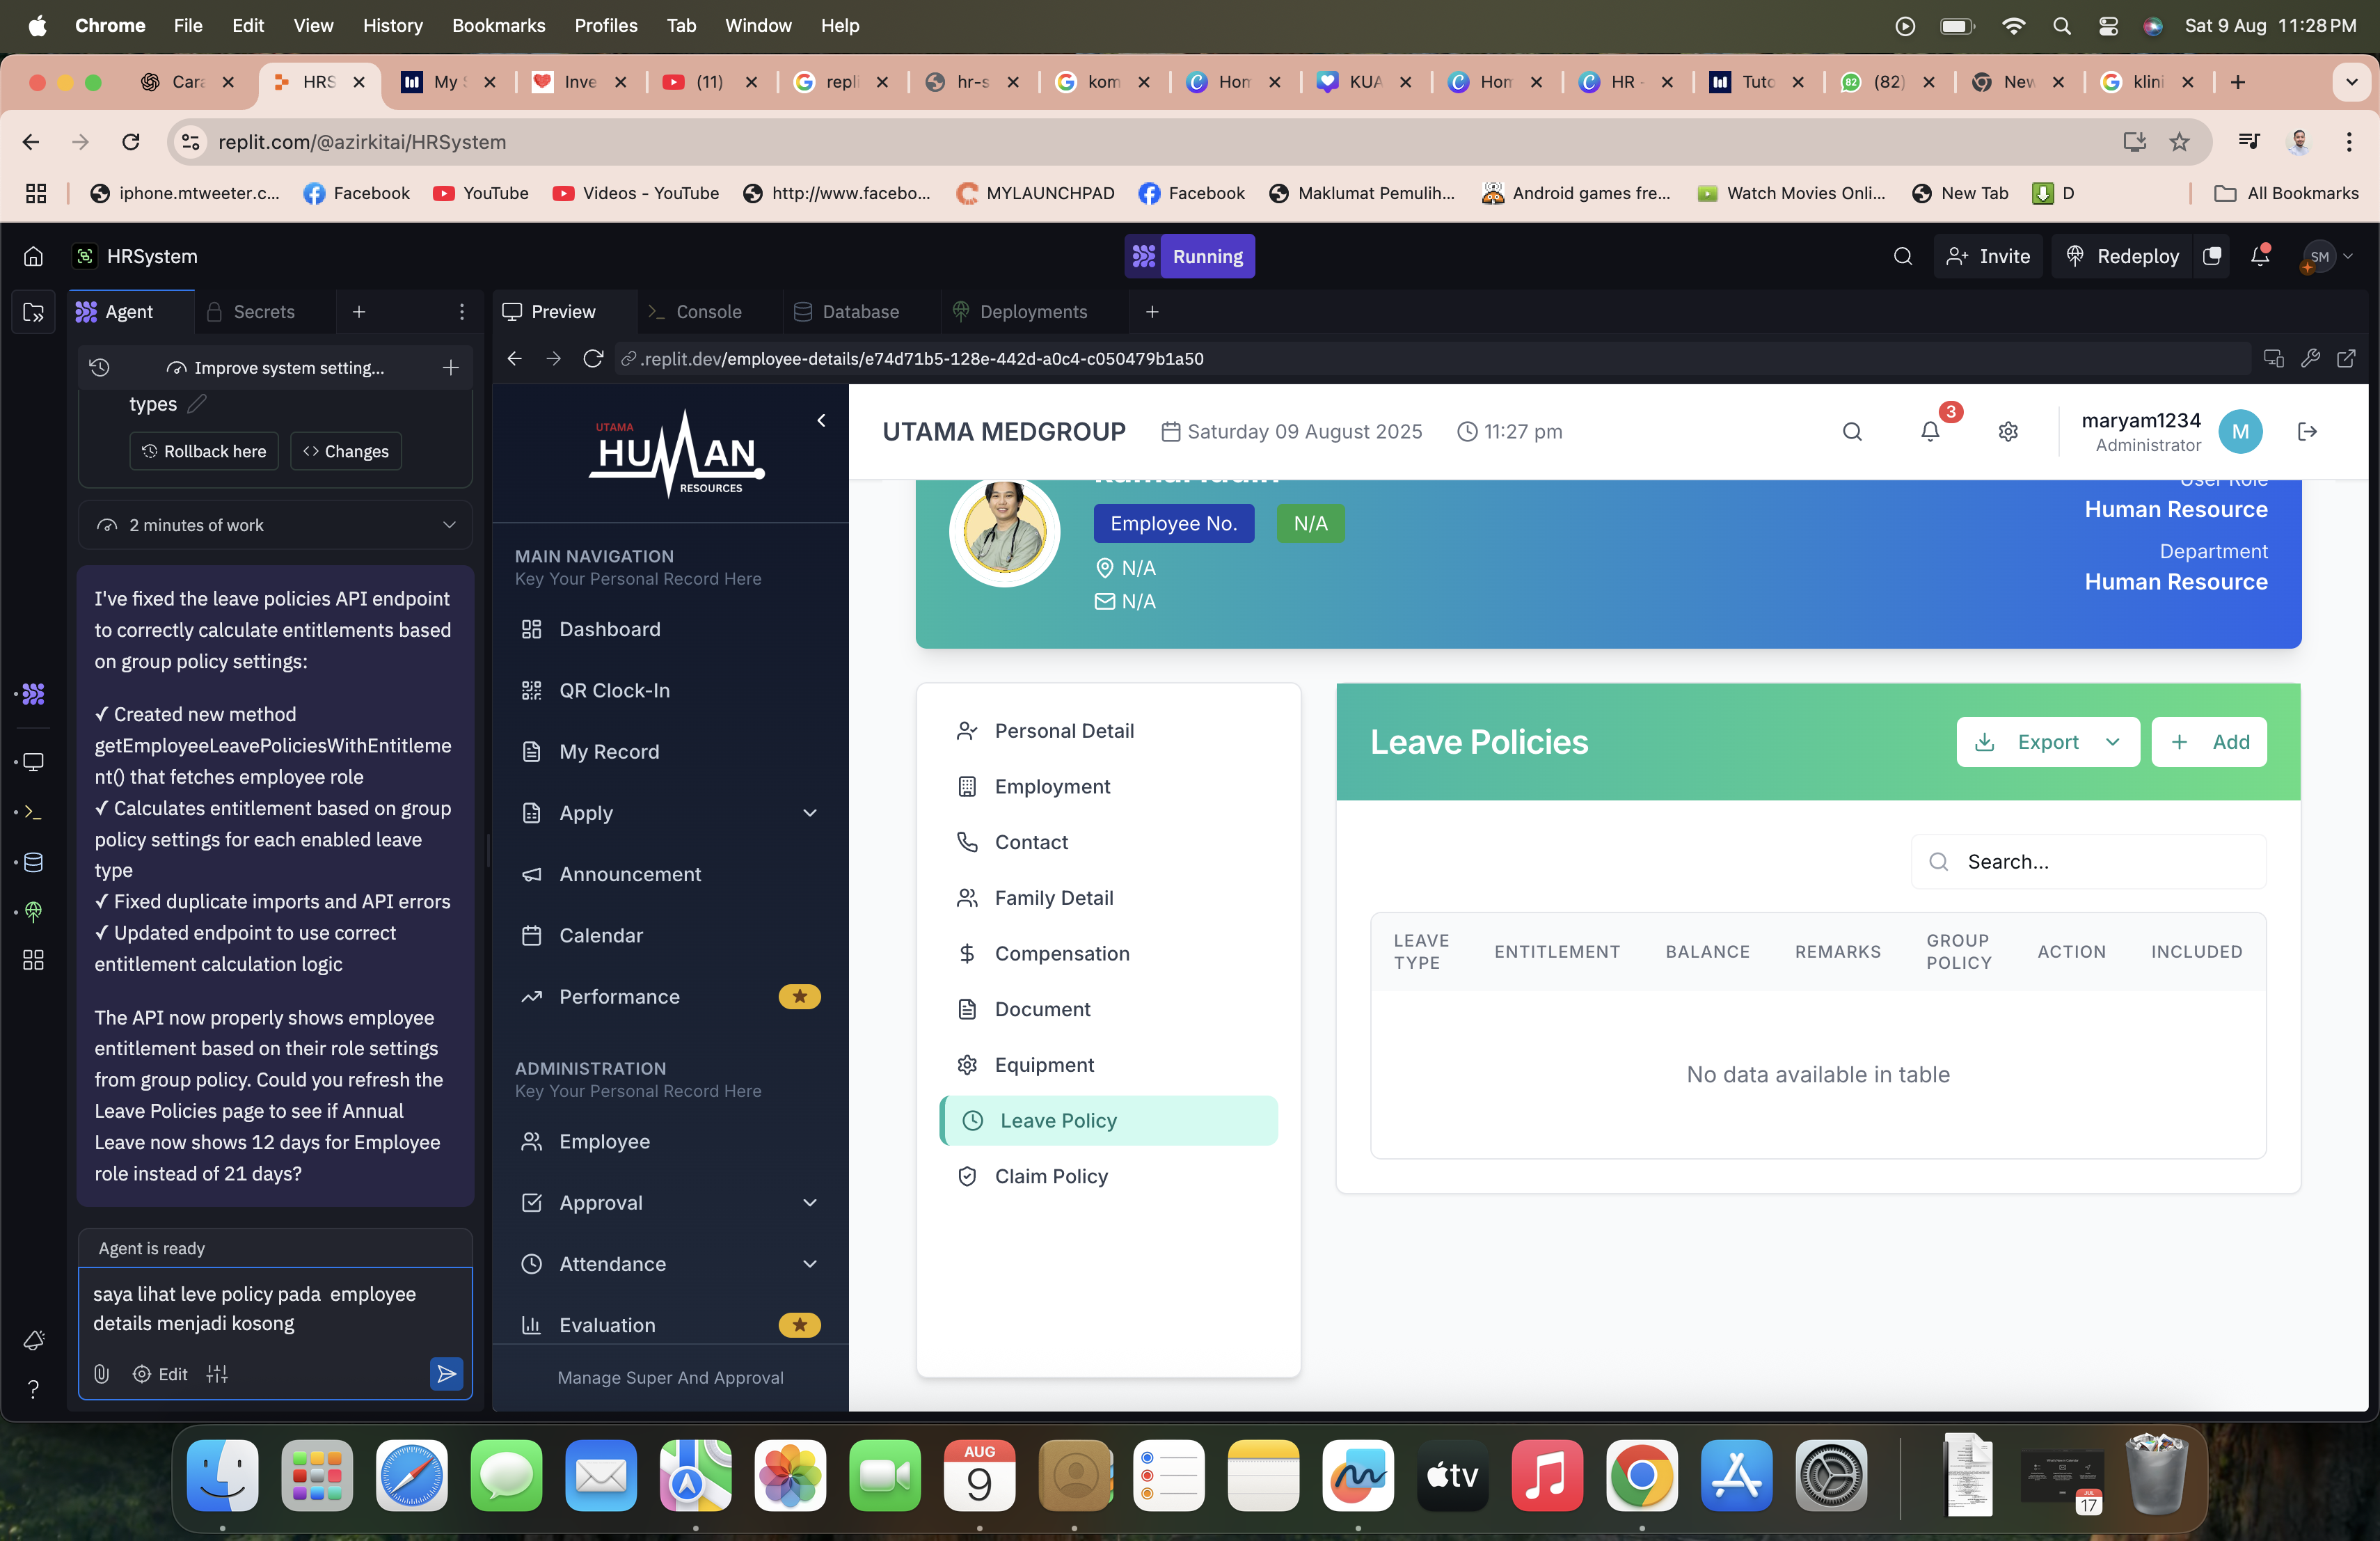 Chrome File Edit View History Bookmarks Profiles Tab Window Help Sat 9 Aug 11:28 PM
Cara HRS My S Inve (11) repli hr-s kom Hom KUA Hom HR - Tuto (82) New klini
replit.com/@azirkitai/HRSystem
iphone.mtweeter.c... Facebook YouTube Videos - YouTube http://www.facebo... MYLAUNCHPAD Facebook Maklumat Pemulih... Android games fre... Watch Movies Onli... New Tab D All Bookmarks
HRSystem Running Invite Redeploy SM
Agent Secrets Preview Console Database Deployments
Improve system setting...
.replit.dev/employee-details/e74d71b5-128e-442d-a0c4-c050479b1a50
types
Rollback here Changes
2 minutes of work
I've fixed the leave policies API endpoint
to correctly calculate entitlements based
on group policy settings:
✓ Created new method
getEmployeeLeavePoliciesWithEntitleme
nt() that fetches employee role
✓ Calculates entitlement based on group
policy settings for each enabled leave
type
✓ Fixed duplicate imports and API errors
✓ Updated endpoint to use correct
entitlement calculation logic
The API now properly shows employee
entitlement based on their role settings
from group policy. Could you refresh the
Leave Policies page to see if Annual
Leave now shows 12 days for Employee
role instead of 21 days?
Agent is ready
saya lihat leve policy pada  employee
details menjadi kosong
Edit
UTAMA
HUMAN
RESOURCES
MAIN NAVIGATION
Key Your Personal Record Here
Dashboard
QR Clock-In
My Record
Apply
Announcement
Calendar
Performance
ADMINISTRATION
Key Your Personal Record Here
Employee
Approval
Attendance
Evaluation
Manage Super And Approval
UTAMA MEDGROUP Saturday 09 August 2025 11:27 pm 3 maryam1234 M
Administrator
User Role
Human Resource
Employee No. N/A
Department
N/A
Human Resource
N/A
Personal Detail
Employment
Contact
Family Detail
Compensation
Document
Equipment
Leave Policy
Claim Policy
Leave Policies Export Add
Search...
LEAVE TYPE ENTITLEMENT BALANCE REMARKS GROUP POLICY ACTION INCLUDED
No data available in table
AUG
9
tv
JUL
17